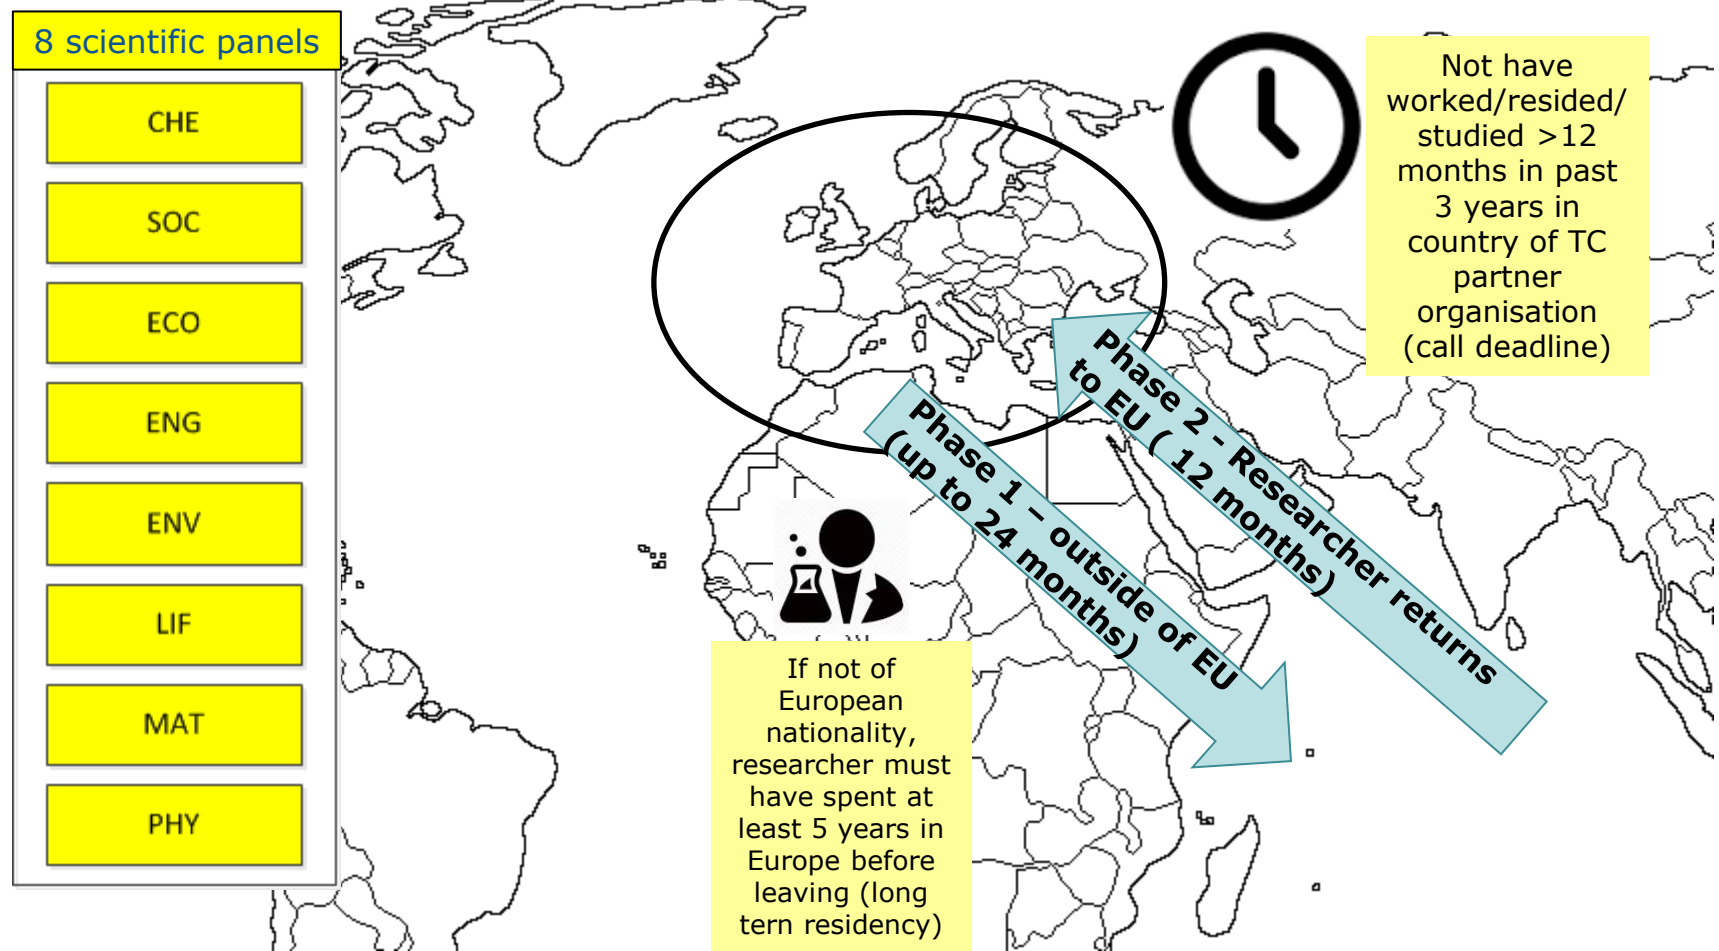 8 scientific panels
CHE
SOC
ECO
ENG
ENV
LIF
MAT
PHY
Not have
worked/resided/
studied >12
months in past
3 years in
country of TC
partner
organisation
(call deadline)
Phase 2 - Researcher returns
to EU ( 12 months)
Phase 1 – outside of EU
(up to 24 months)
If not of
European
nationality,
researcher must
have spent at
least 5 years in
Europe before
leaving (long
tern residency)